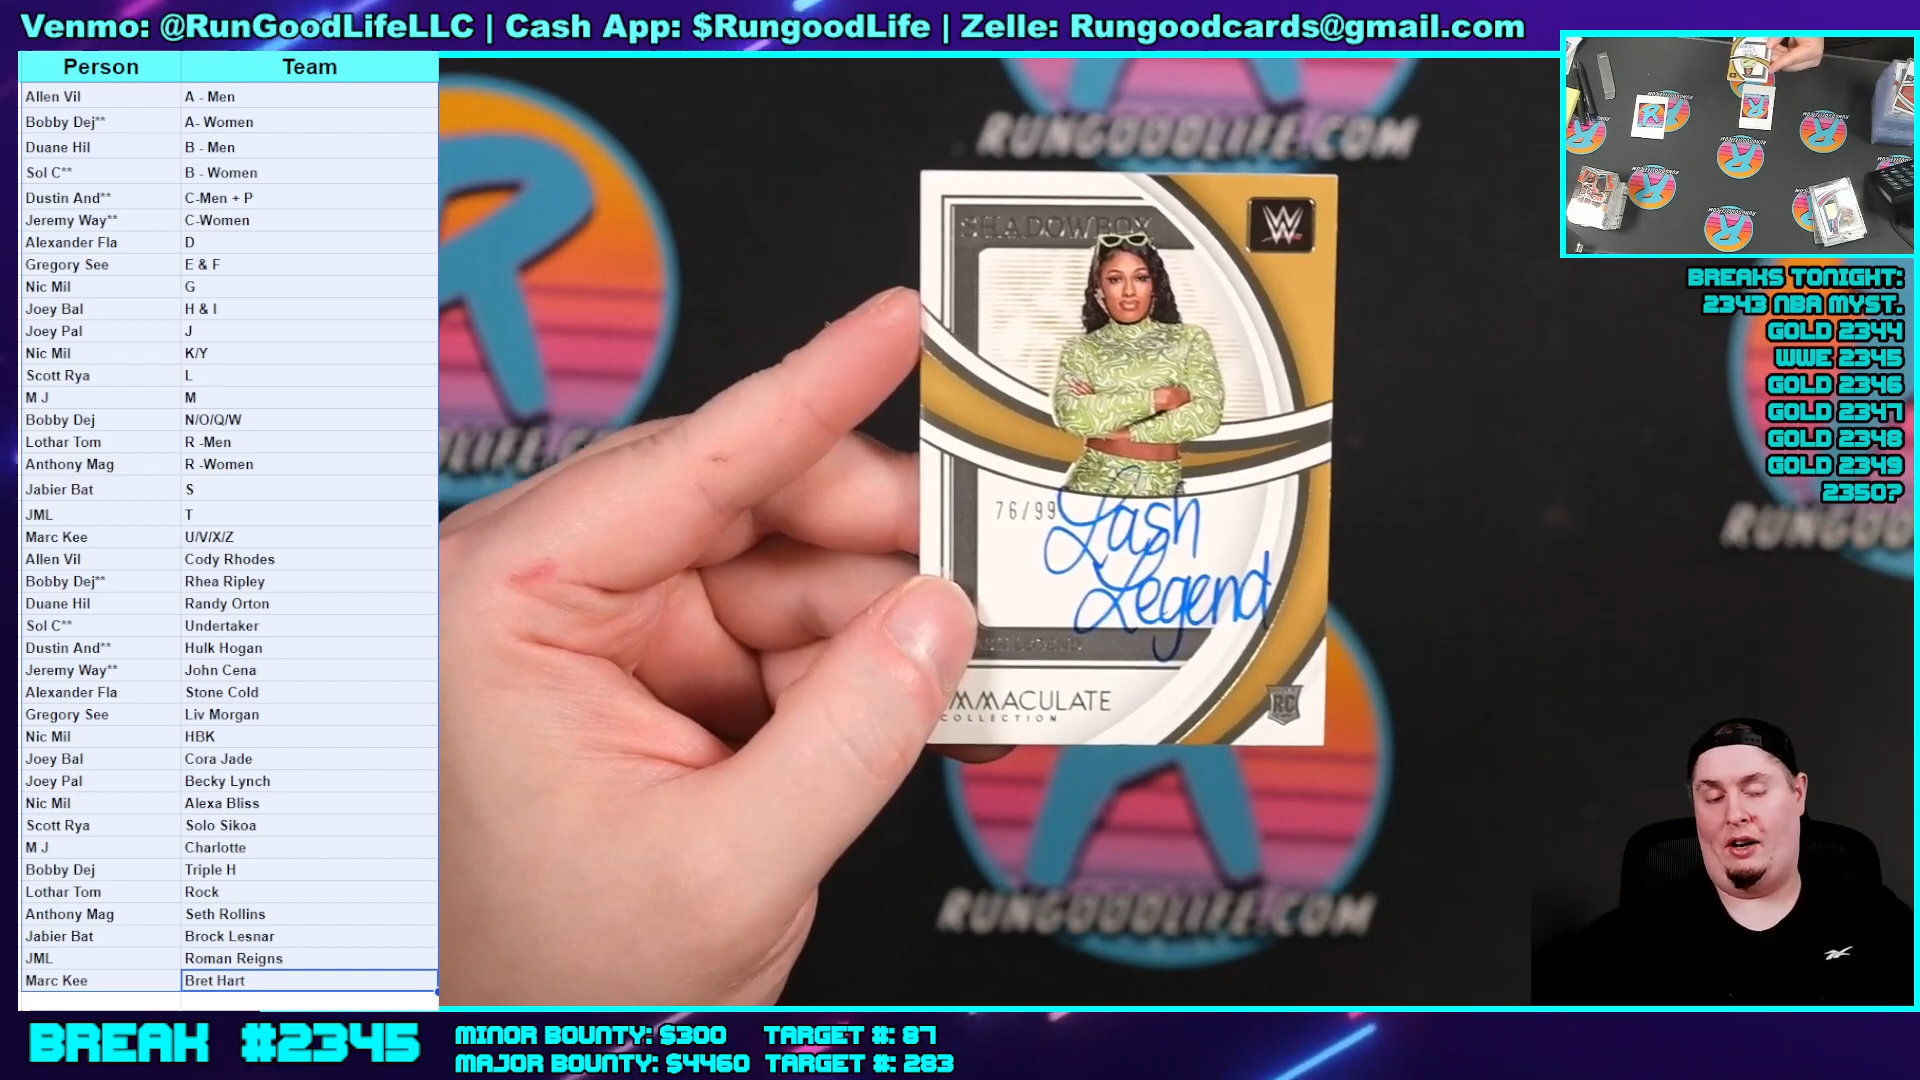 Venmo: @RunGoodLifeLLC | Cash App: $RungoodLife | Zelle: Rungoodcards@gmail.com
Person Team
Allen Vil A - Men
Bobby Dej** A- Women
Duane Hil B - Men
Sol C** B - Women
Dustin And** C-Men + P
Jeremy Way** C-Women
Alexander Fla D
Gregory See E & F
Nic Mil G
Joey Bal H & I
Joey Pal J
Nic Mil K/Y
Scott Rya L
M J M
Bobby Dej N/O/Q/W
Lothar Tom R -Men
Anthony Mag R -Women
Jabier Bat S
JML T
Marc Kee U/V/X/Z
Allen Vil Cody Rhodes
Bobby Dej** Rhea Ripley
Duane Hil Randy Orton
Sol C** Undertaker
Dustin And** Hulk Hogan
Jeremy Way** John Cena
Alexander Fla Stone Cold
Gregory See Liv Morgan
Nic Mil HBK
Joey Bal Cora Jade
Joey Pal Becky Lynch
Nic Mil Alexa Bliss
Scott Rya Solo Sikoa
M J Charlotte
Bobby Dej Triple H
Lothar Tom Rock
Anthony Mag Seth Rollins
Jabier Bat Brock Lesnar
JML Roman Reigns
Marc Kee Bret Hart
RUNGOODLIFE.COM
SHADOWBOX
W
76/99
Lash
Legend
LEGEND
IMMACULATE
COLLECTION
RC
RUNGOODLIFE.COM
BREAKS TONIGHT:
2343 NBA MYST.
GOLD 2344
WWE 2345
GOLD 2346
GOLD 2347
GOLD 2348
GOLD 2349
2350?
BREAK #2345
MINOR BOUNTY: $300 TARGET #: 87
MAJOR BOUNTY: $4460 TARGET #: 283